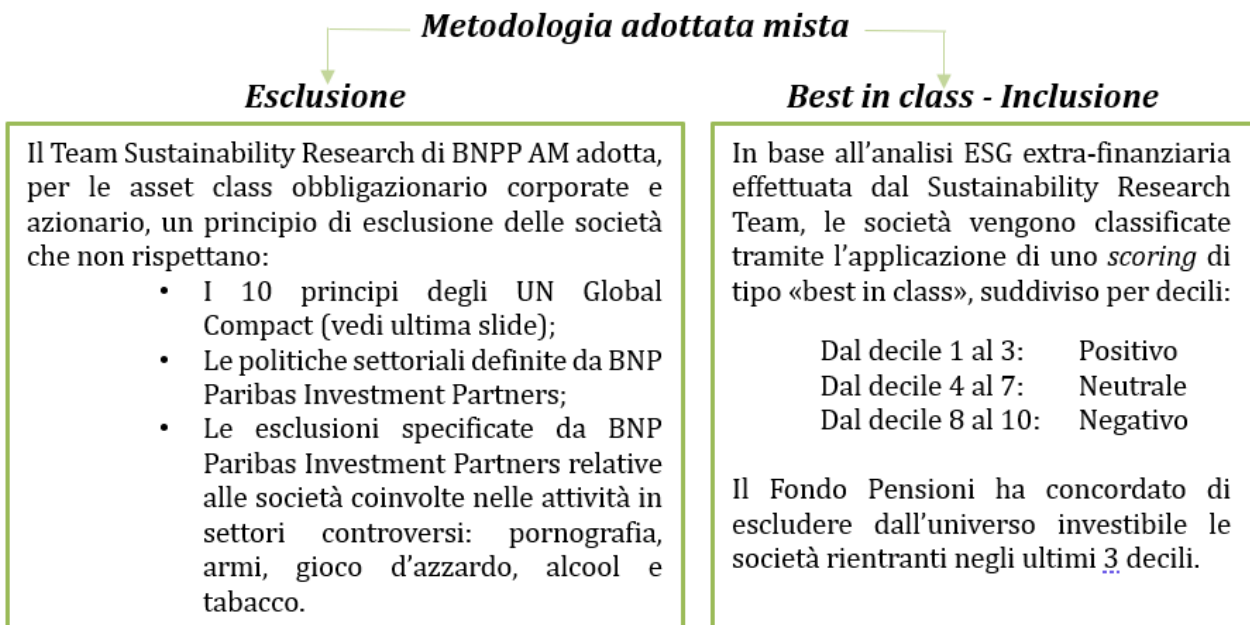 Metodologia adottata mista
Esclusione
Il Team Sustainability Research di BNPP AM adotta,
per le asset class obbligazionario corporate e
azionario, un principio di esclusione delle società
che non rispettano:
• I 10 principi degli UN Global
Compact (vedi ultima slide);
• Le politiche settoriali definite da BNP
Paribas Investment Partners;
• Le esclusioni specificate da BNP
Paribas Investment Partners relative
alle società coinvolte nelle attività in
settori controversi: pornografia,
armi, gioco d’azzardo, alcool e
tabacco.
Best in class - Inclusione
In base all’analisi ESG extra-finanziaria
effettuata dal Sustainability Research
Team, le società vengono classificate
tramite l’applicazione di uno scoring di
tipo «best in class», suddiviso per decili:
Dal decile 1 al 3: Positivo
Dal decile 4 al 7: Neutrale
Dal decile 8 al 10: Negativo
Il Fondo Pensioni ha concordato di
escludere dall’universo investibile le
società rientranti negli ultimi 3 decili.